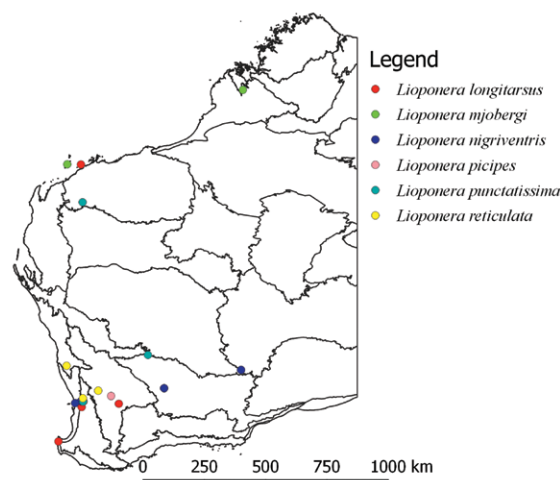 Legend
Lioponera longitarsus
Lioponera mjobergi
Lioponera nigriventris
Lioponera picipes
Lioponera punctatissima
Lioponera reticulata
0 250 500 750 1000 km